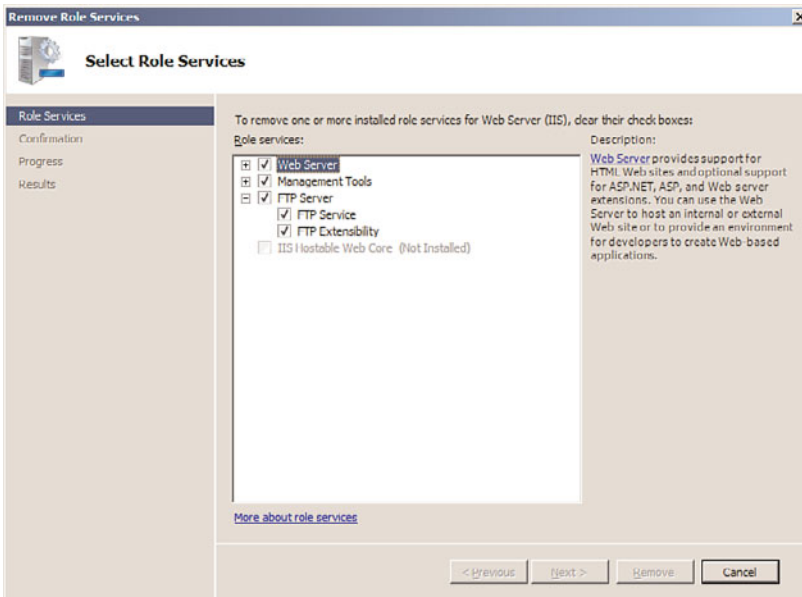 Remove Role Services
Select Role Services
Role Services
Confirmation
Progress
Results
To remove one or more installed role services for Web Server (IIS), clear their check boxes:
Role services:
Web Server
Management Tools
FTP Server
FTP Service
FTP Extensibility
IIS Hostable Web Core (Not Installed)
More about role services
Description:
Web Server provides support for
HTML Web sites and optional support
for ASP.NET, ASP, and Web server
extensions. You can use the Web
Server to host an internal or external
Web site or to provide an environment
for developers to create Web-based
applications.
< Previous
Next >
Remove
Cancel